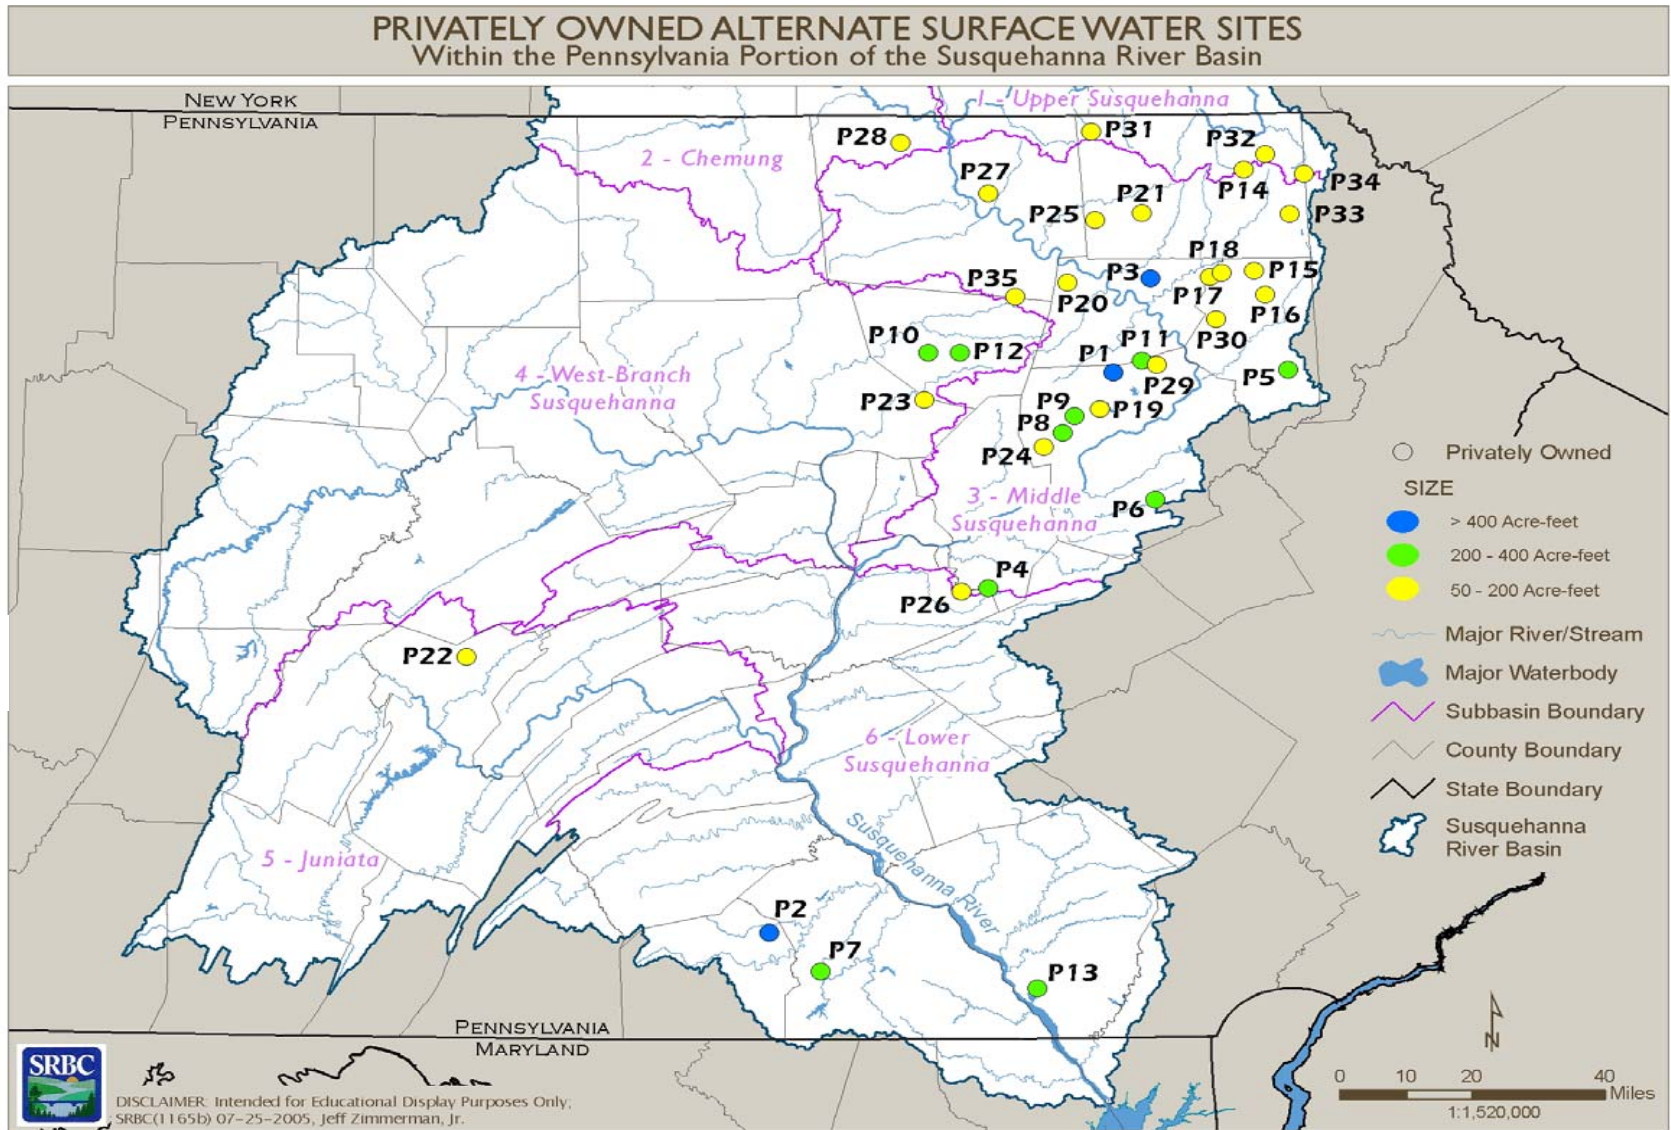 PRIVATELY OWNED ALTERNATE SURFACE WATER SITES
Within the Pennsylvania Portion of the Susquehanna River Basin
NEW YORK
PENNSYLVANIA
1 - Upper Susquehanna
P28
P31
P32
2 - Chemung
P27
P14
P34
P25
P21
P33
P18
P35
P3
P15
P20
P17
P16
P10
P12
P11
P30
P1
4 - West-Branch
Susquehanna
P29
P5
P23
P9
P19
P8
P24
3 - Middle
Susquehanna
P6
P4
P26
P22
6 - Lower
Susquehanna
Susquehanna River
5 - Juniata
P2
P7
P13
Privately Owned
SIZE
> 400 Acre-feet
200 - 400 Acre-feet
50 - 200 Acre-feet
Major River/Stream
Major Waterbody
Subbasin Boundary
County Boundary
State Boundary
Susquehanna
River Basin
N
PENNSYLVANIA
MARYLAND
SRBC
DISCLAIMER: Intended for Educational Display Purposes Only;
SRBC(1165b) 07-25-2005, Jeff Zimmerman, Jr.
0 10 20 40
Miles
1:1,520,000